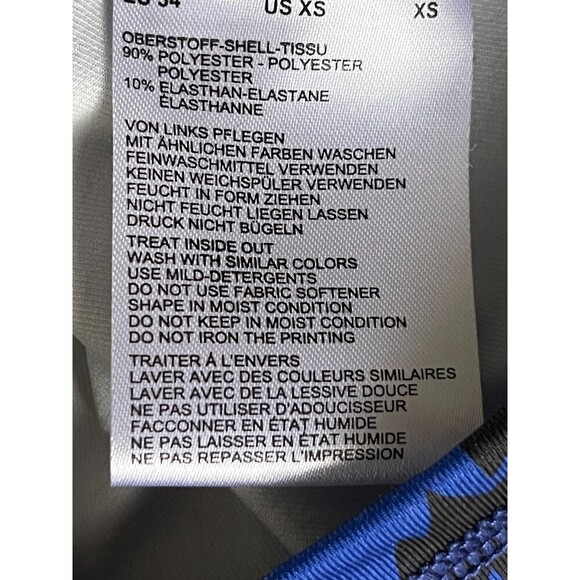 34 US XS XS
OBERSTOFF-SHELL-TISSU
90% POLYESTER - POLYESTER
POLYESTER
10% ELASTHAN-ELASTANE
ÉLASTHANNE
VON LINKS PFLEGEN
MIT ÄHNLICHEN FARBEN WASCHEN
FEINWASCHMITTEL VERWENDEN
KEINEN WEICHSPÜLER VERWENDEN
FEUCHT IN FORM ZIEHEN
NICHT FEUCHT LIEGEN LASSEN
DRUCK NICHT BÜGELN
TREAT INSIDE OUT
WASH WITH SIMILAR COLORS
USE MILD-DETERGENTS
DO NOT USE FABRIC SOFTENER
SHAPE IN MOIST CONDITION
DO NOT KEEP IN MOIST CONDITION
DO NOT IRON THE PRINTING
TRAITER À L'ENVERS
LAVER AVEC DES COULEURS SIMILAIRES
LAVER AVEC DE LA LESSIVE DOUCE
NE PAS UTILISER D'ADOUCISSEUR
FACCONNER EN ÉTAT HUMIDE
NE PAS LAISSER EN ÉTAT HUMIDE
NE PAS REPASSER L'IMPRESSION